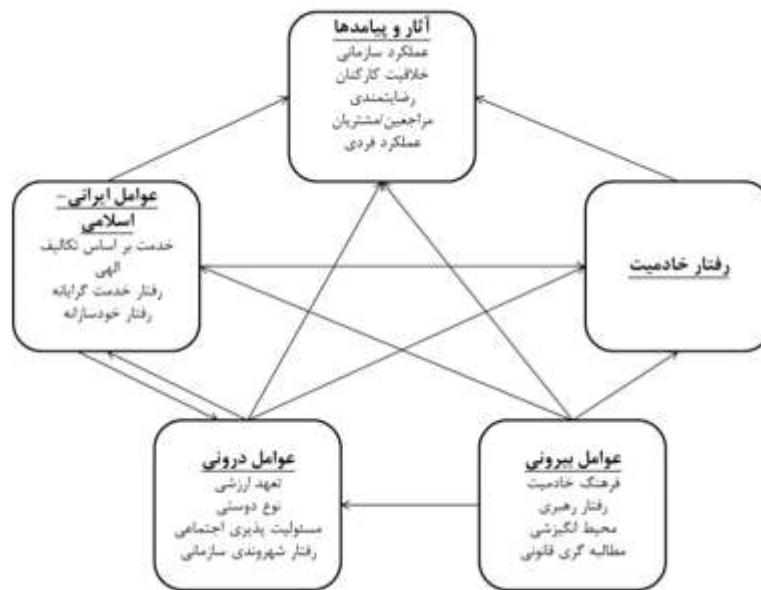 آثار و پیامدها
عملکرد سازمانی
خلاقیت کارکنان
رضایتمندی
مراجعین/مشتریان
عملکرد فردی
عوامل ایرانی-
اسلامی
خدمت بر اساس تکالیف
الهی
رفتار خدمت گرایانه
رفتار خودسازانه
رفتار خادمیت
عوامل درونی
تعهد ارزشی
نوع دوستی
مسئولیت پذیری اجتماعی
رفتار شهروندی سازمانی
عوامل بیرونی
فرهنگ خادمیت
رفتار رهبری
محیط انگیزشی
مطالبه گری قانونی